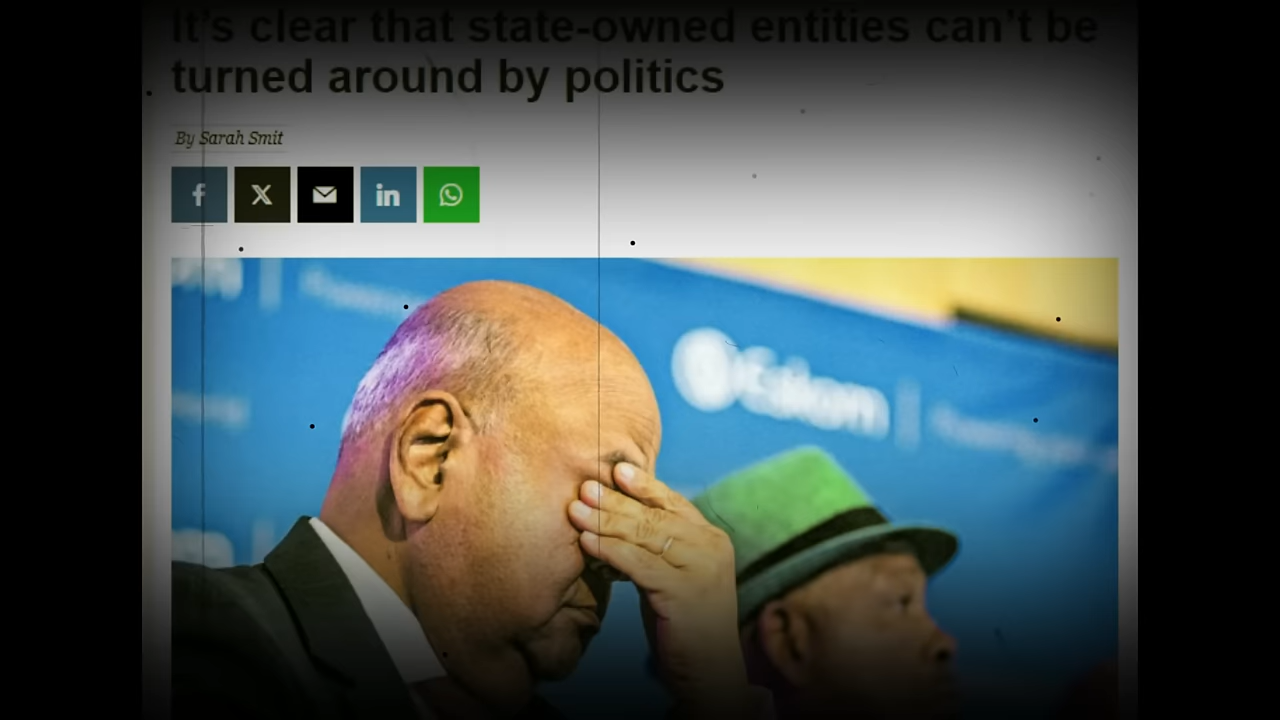 It's clear that state-owned entities can't be
turned around by politics
By Sarah Smit
Eskom